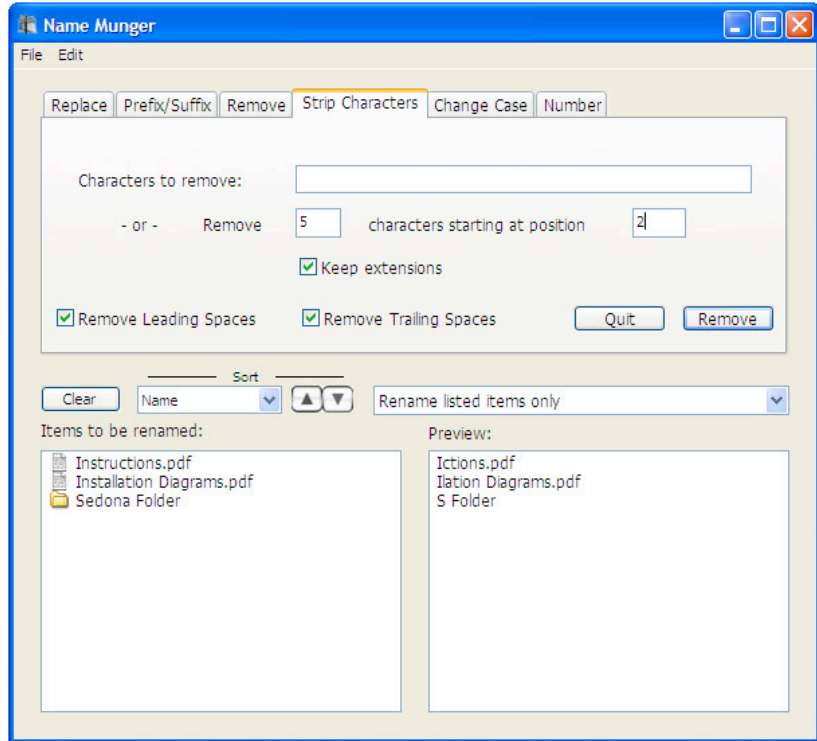 Name Munger
File Edit
Replace Prefix/Suffix Remove Strip Characters Change Case Number
Characters to remove:
- or - Remove 5 characters starting at position 2
Keep extensions
Remove Leading Spaces Remove Trailing Spaces Quit Remove
Sort
Clear Name Rename listed items only
Items to be renamed: Preview:
Instructions.pdf Ictions.pdf
Installation Diagrams.pdf Ilation Diagrams.pdf
Sedona Folder S Folder